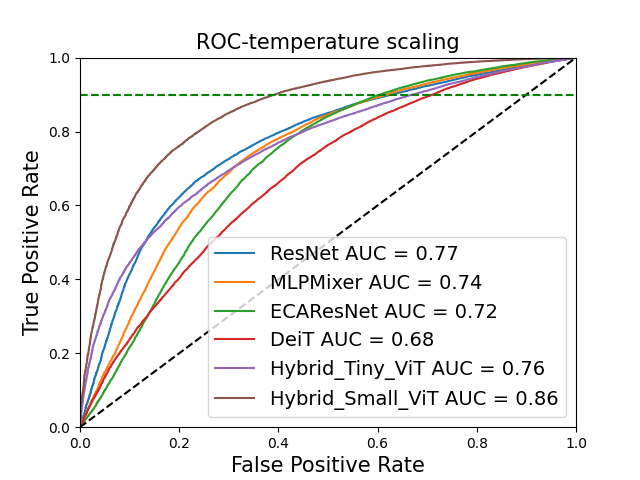 ROC-temperature scaling
True Positive Rate
1.0
0.8
0.6
0.4
0.2
0.0
ResNet AUC = 0.77
MLPMixer AUC = 0.74
ECAResNet AUC = 0.72
DeiT AUC = 0.68
Hybrid_Tiny_ViT AUC = 0.76
Hybrid_Small_ViT AUC = 0.86
0.0 0.2 0.4 0.6 0.8 1.0
False Positive Rate